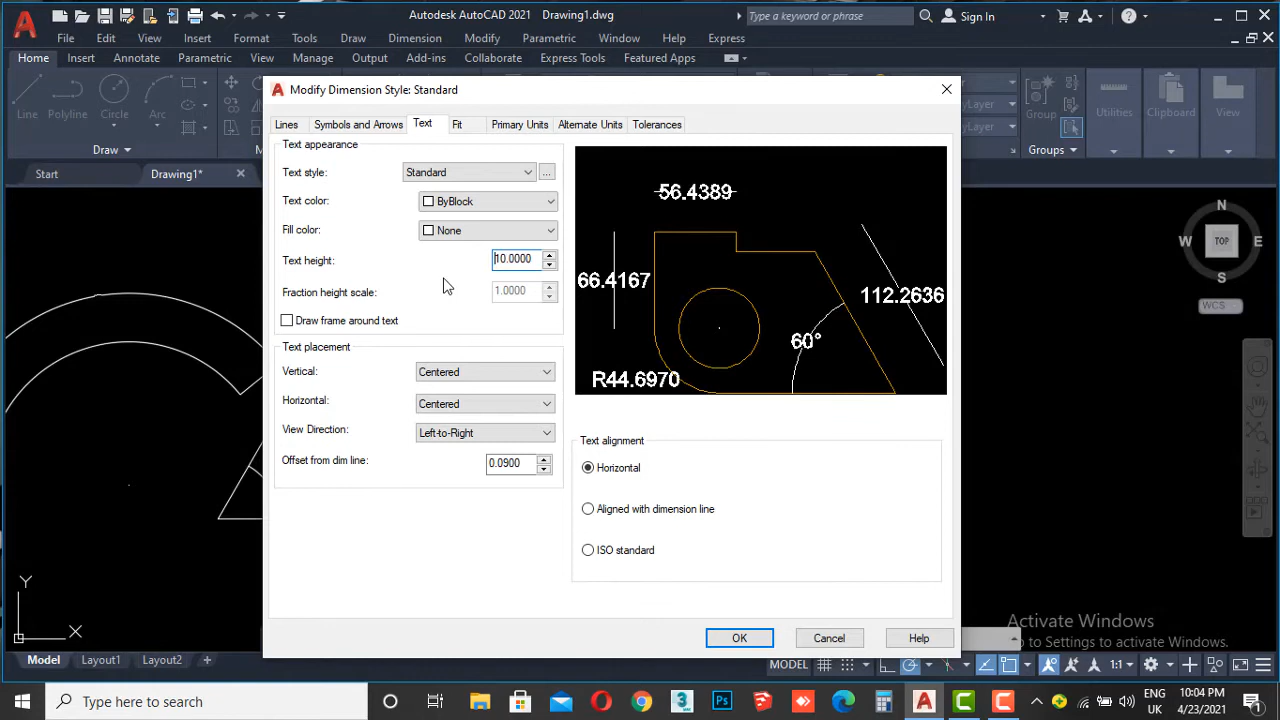 Autodesk AutoCAD 2021 Drawing1.dwg
Type a keyword or phrase
Sign In
File Edit View Insert Format Tools Draw Dimension Modify Parametric Window Help Express
Home Insert Annotate Parametric View Manage Output Add-ins Collaborate Express Tools Featured Apps
Line Polyline Circle Arc
Draw
Group
Groups
Utilities
Clipboard
View
Start
Drawing1*
Modify Dimension Style: Standard
Lines Symbols and Arrows Text Fit Primary Units Alternate Units Tolerances
Text appearance
Text style: Standard ...
Text color: ByBlock
Fill color: None
Text height: 10.0000
Fraction height scale: 1.0000
Draw frame around text
Text placement
Vertical: Centered
Horizontal: Centered
View Direction: Left-to-Right
Offset from dim line: 0.0900
56.4389
66.4167
112.2636
60°
R44.6970
Text alignment
Horizontal
Aligned with dimension line
ISO standard
OK Cancel Help
N
W TOP E
S
WCS
Y
X
Activate Windows
Go to Settings to activate Windows.
Model Layout1 Layout2 +
MODEL 1:1
Type here to search
3
Ps
ENG
UK
10:04 PM
4/23/2021
1